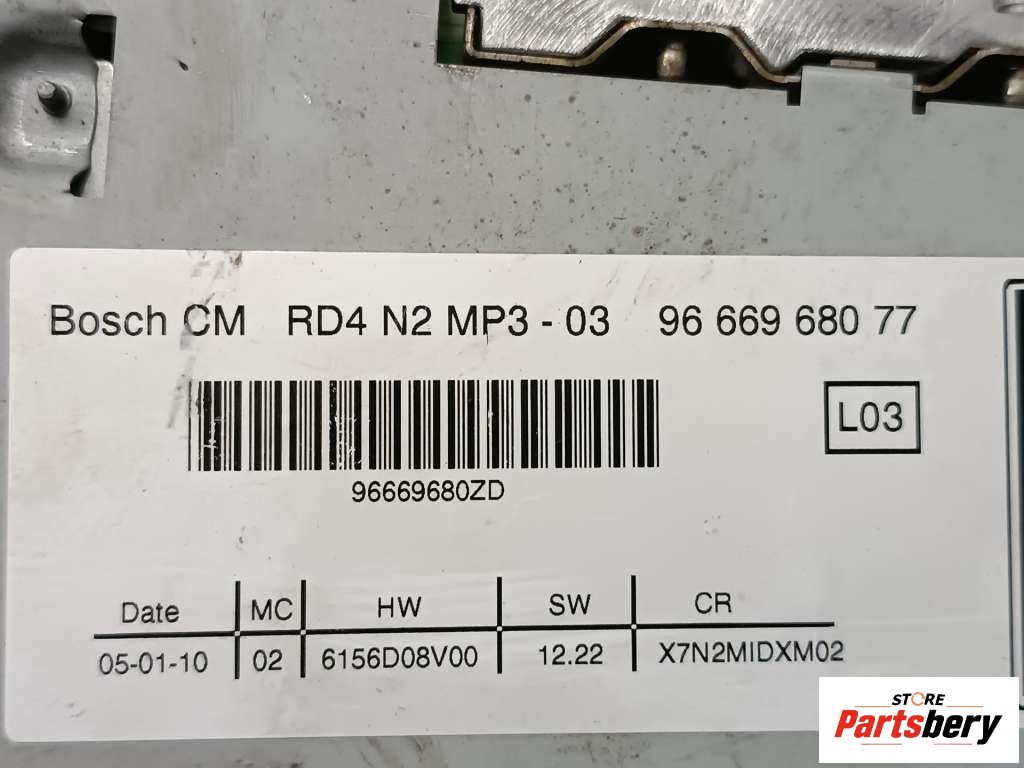 Bosch CM RD4 N2 MP3 - 03 96 669 680 77
L03
96669680ZD
Date MC HW SW CR
05-01-10 02 6156D08V00 12.22 X7N2MIDXM02
STORE
Partsbery